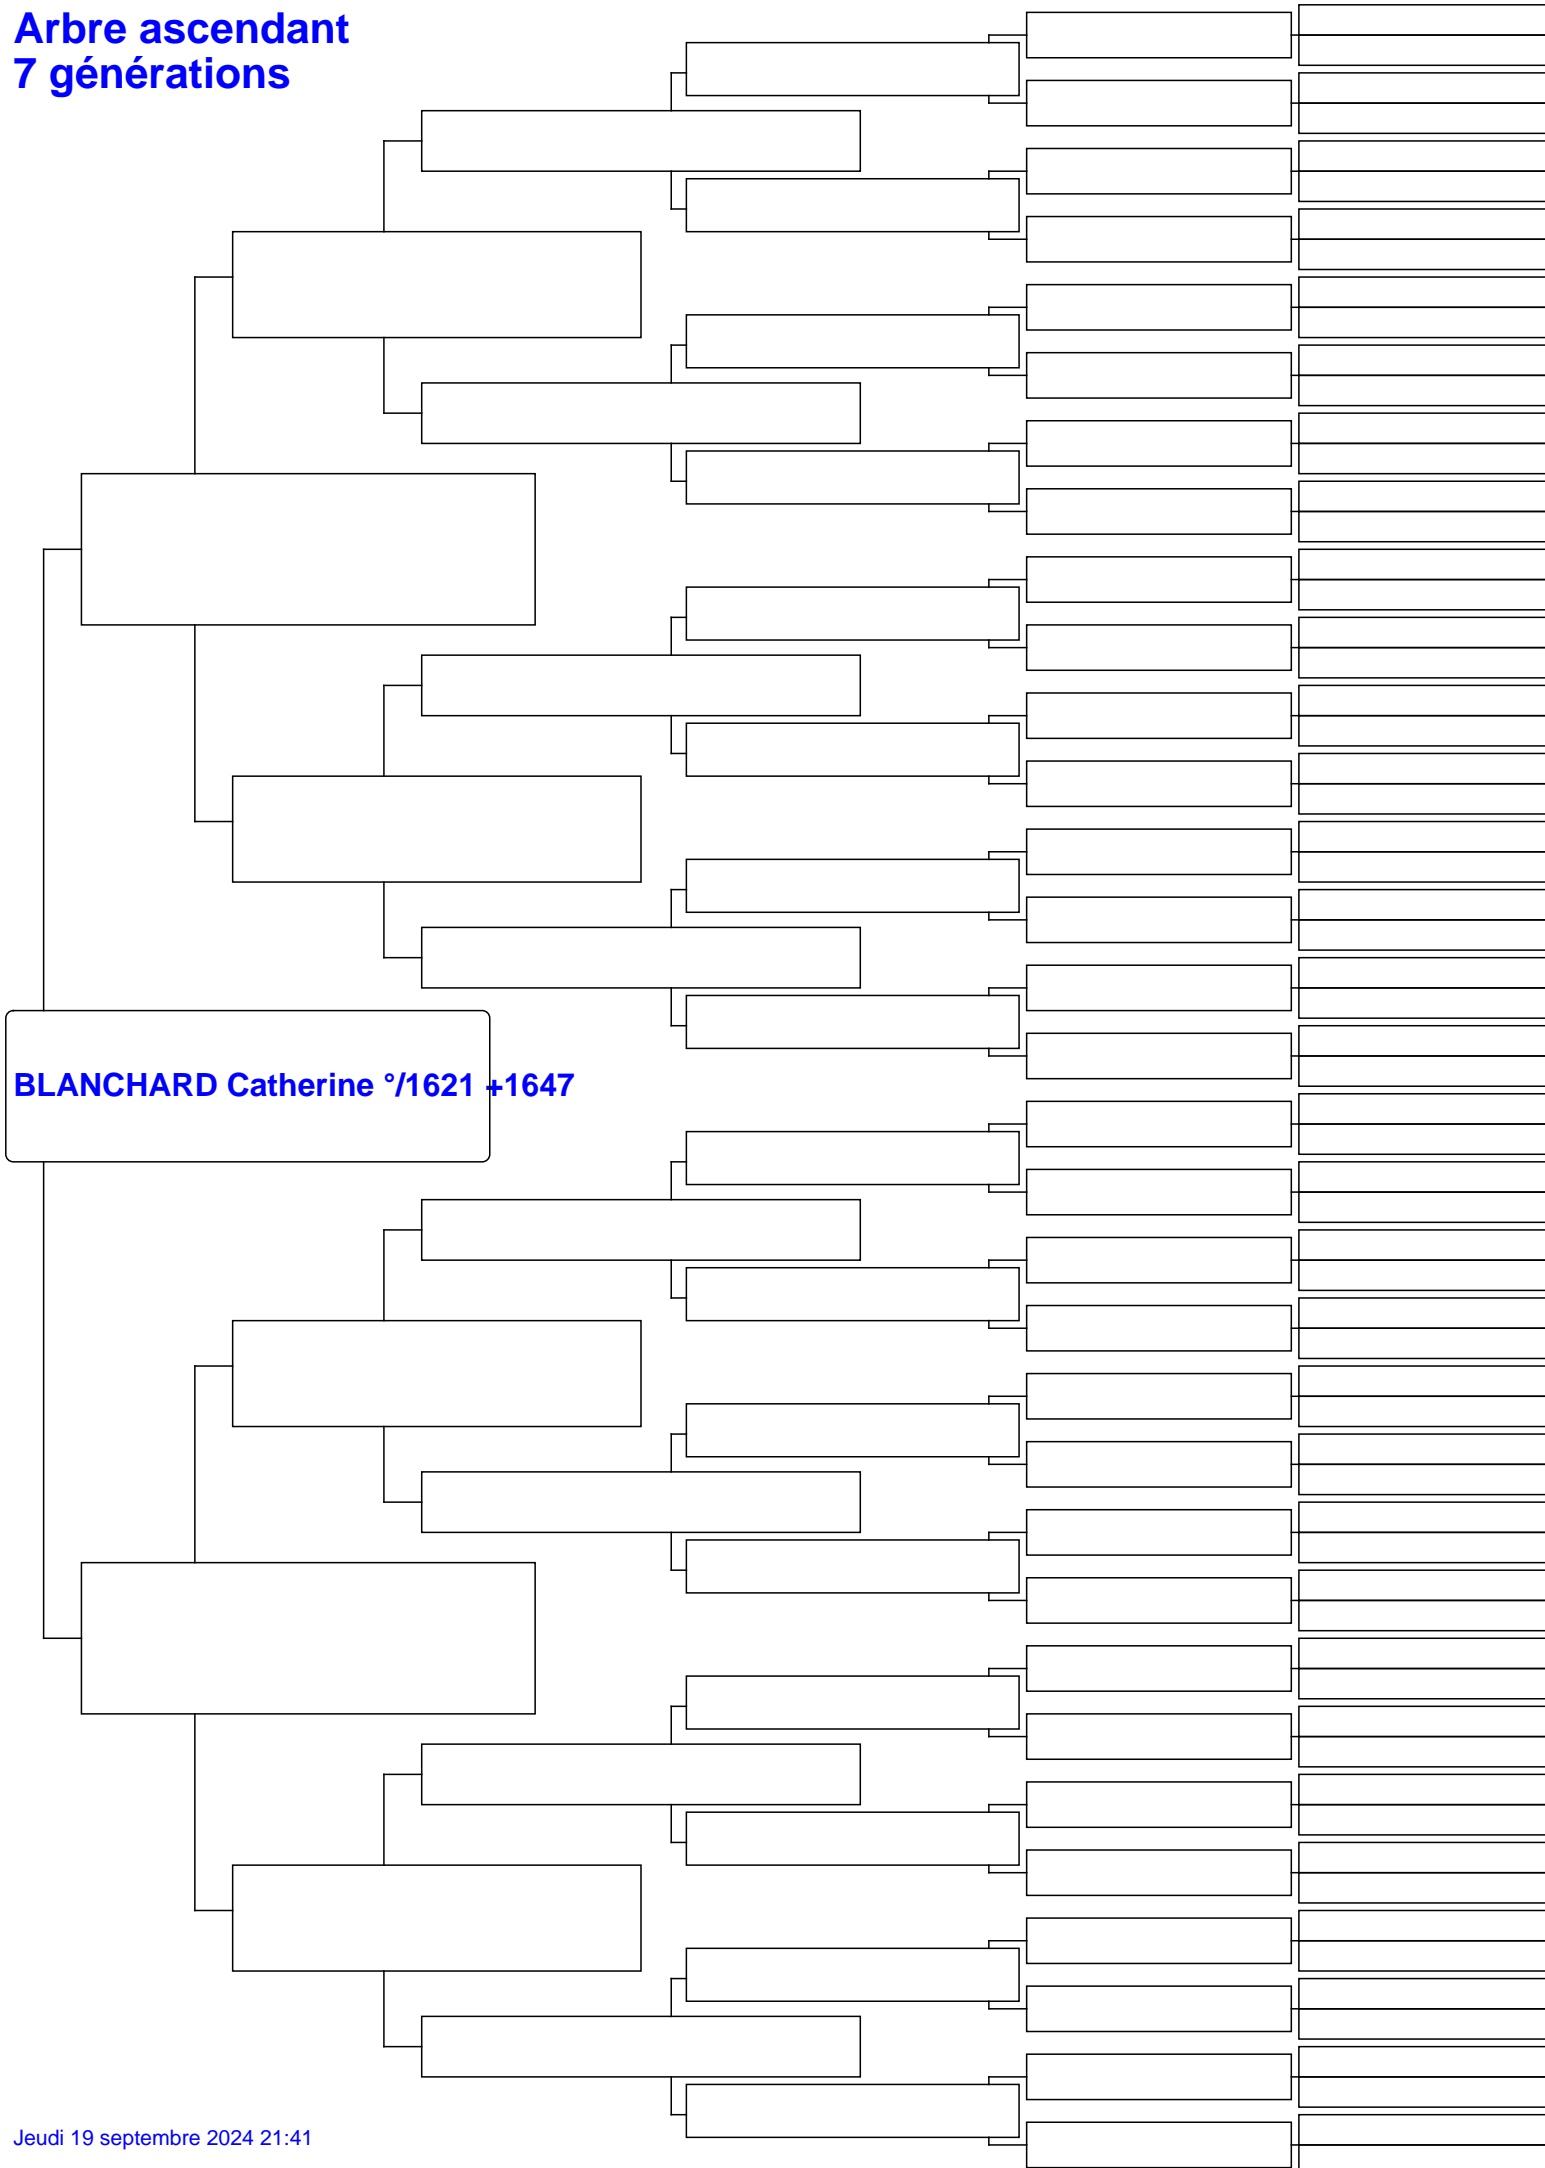 Arbre ascendant
7 générations
BLANCHARD Catherine °/1621 +1647
Jeudi 19 septembre 2024 21:41